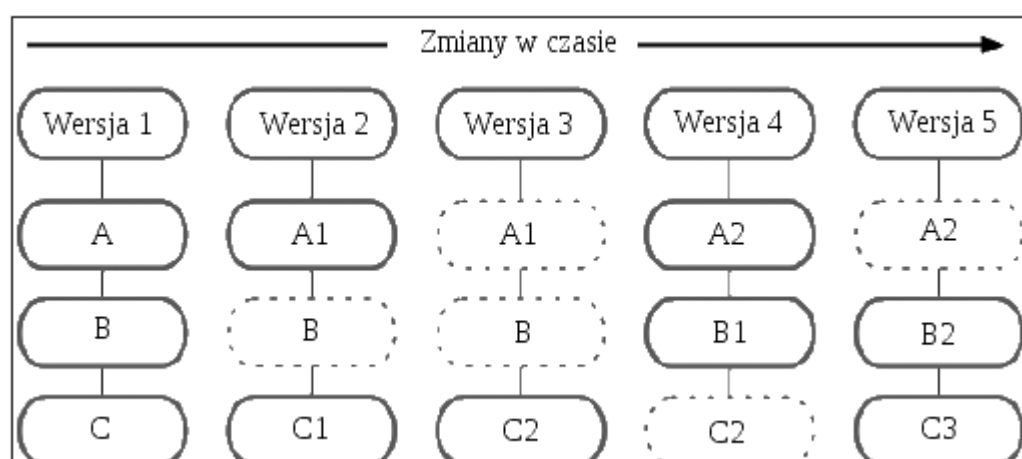 Zmiany w czasie
Wersja 1 Wersja 2 Wersja 3 Wersja 4 Wersja 5
A A1 A1 A2 A2
B B B B1 B2
C C1 C2 C2 C3